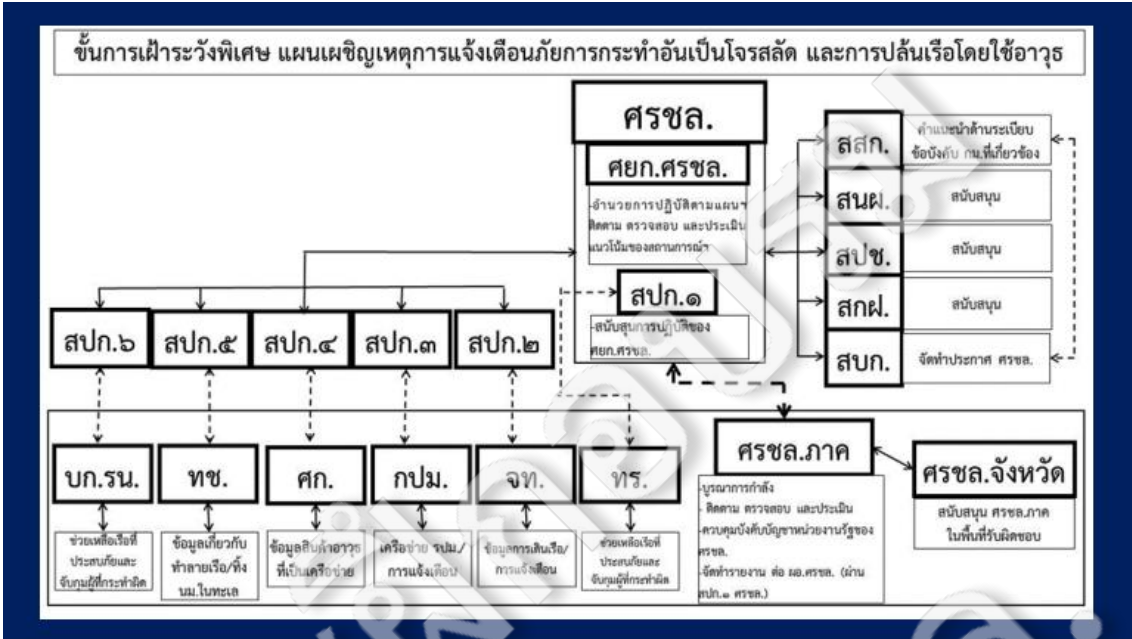 ขั้นการเฝ้าระวังพิเศษ แผนเผชิญเหตุการแจ้งเตือนภัยการกระทำอันเป็นโจรสลัด และการปล้นเรือโดยใช้อาวุธ
ศรชล.
ศยก.ศรชล.
-อำนวยการปฏิบัติตามแผนฯ
ติดตาม ตรวจสอบ และประเมิน
แนวโน้มของสถานการณ์ฯ
สปก.๑
-สนับสุนการปฏิบัติของ
ศยก.ศรชล.
สสก.
คำแนะนำด้านระเบียบ
ข้อบังคับ กม.ที่เกี่ยวข้อง
สนผ.
สนับสนุน
สปช.
สนับสนุน
สกฝ.
สนับสนุน
สบก.
จัดทำประกาศ ศรชล.
สปก.๖
สปก.๕
สปก.๔
สปก.๓
สปก.๒
บก.รน.
ทช.
ศก.
กปม.
จท.
ทร.
ช่วยเหลือเรือที่
ประสบภัยและ
จับกุมผู้ที่กระทำผิด
ข้อมูลเกี่ยวกับ
ทำลายเรือ/ทิ้ง
นม.ในทะเล
ข้อมูลสินค้าอาวุธ
ที่เป็นเครือข่าย
เครือข่าย รปม./
การแจ้งเตือน
ข้อมูลการเดินเรือ/
การแจ้งเตือน
ช่วยเหลือเรือที่
ประสบภัยและ
จับกุมผู้ที่กระทำผิด
ศรชล.ภาค
-บูรณาการกำลัง
- ติดตาม ตรวจสอบ และประเมิน
-ควบคุมบังคับบัญชาหน่วยงานรัฐของ
ศรชล.
-จัดทำรายงาน ต่อ ผอ.ศรชล. (ผ่าน
สปก.๑ ศรชล.)
ศรชล.จังหวัด
สนับสนุน ศรชล.ภาค
ในพื้นที่รับผิดชอบ